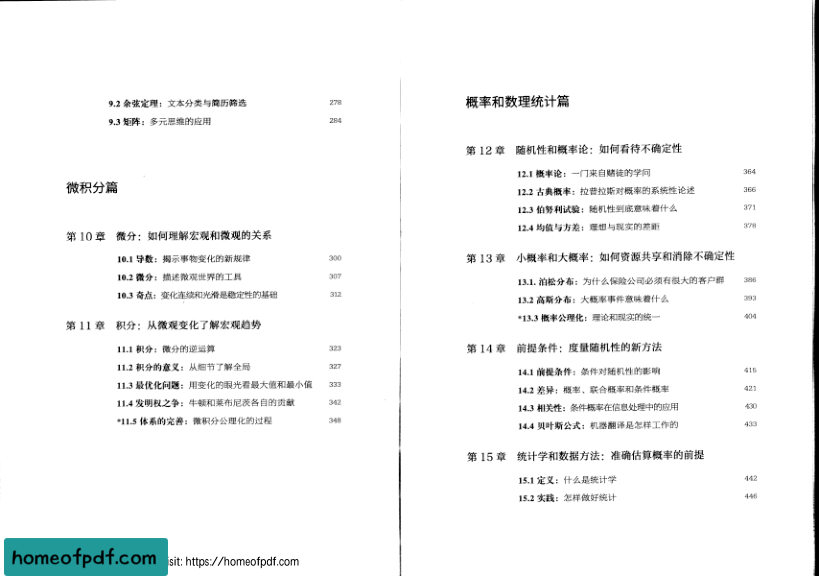 9.2 余弦定理：文本分类与简历筛选 278
9.3 矩阵：多元思维的应用 284
微积分篇
第 10 章 微分：如何理解宏观和微观的关系
10.1 导数：揭示事物变化的新规律 300
10.2 微分：描述微观世界的工具 307
10.3 奇点：变化连续和光滑是稳定性的基础 312
第 11 章 积分：从微观变化了解宏观趋势
11.1 积分：微分的逆运算 323
11.2 积分的意义：从细节了解全局 327
11.3 最优化问题：用变化的眼光看最大值和最小值 333
11.4 发明权之争：牛顿和莱布尼茨各自的贡献 342
*11.5 体系的完善：微积分公理化的过程 348
概率和数理统计篇
第 12 章 随机性和概率论：如何看待不确定性
12.1 概率论：一门来自赌徒的学问 364
12.2 古典概率：拉普拉斯对概率的系统性论述 366
12.3 伯努利试验：随机性到底意味着什么 371
12.4 均值与方差：理想与现实的差距 378
第 13 章 小概率和大概率：如何资源共享和消除不确定性
13.1. 泊松分布：为什么保险公司必须有很大的客户群 386
13.2 高斯分布：大概率事件意味着什么 393
*13.3 概率公理化：理论和现实的统一 404
第 14 章 前提条件：度量随机性的新方法
14.1 前提条件：条件对随机性的影响 415
14.2 差异：概率、联合概率和条件概率 421
14.3 相关性：条件概率在信息处理中的应用 430
14.4 贝叶斯公式：机器翻译是怎样工作的 433
第 15 章 统计学和数据方法：准确估算概率的前提
15.1 定义：什么是统计学 442
15.2 实践：怎样做好统计 446
homeofpdf.com
sit: https://homeofpdf.com